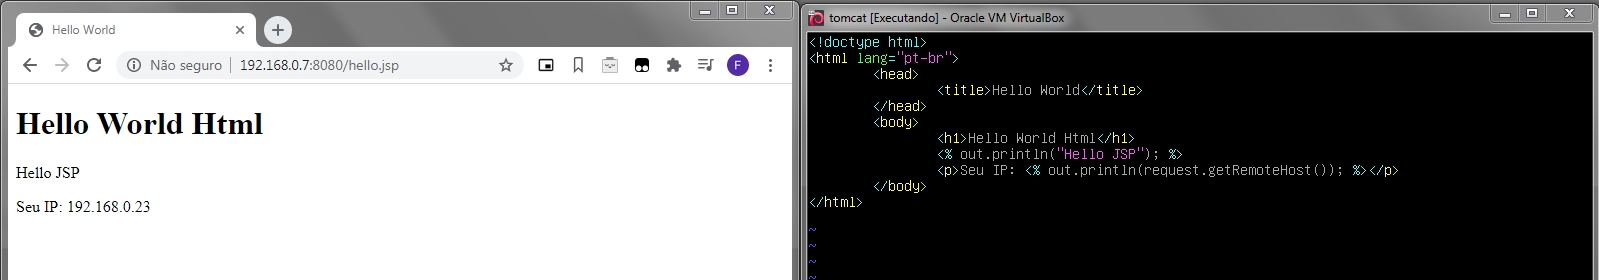 Hello World
Não seguro | 192.168.0.7:8080/hello.jsp
F
Hello World Html
Hello JSP
Seu IP: 192.168.0.23
tomcat [Executando] - Oracle VM VirtualBox
<!doctype html>
<html lang="pt-br">
<head>
<title>Hello World</title>
</head>
<body>
<h1>Hello World Html</h1>
<% out.println("Hello JSP"); %>
<p>Seu IP: <% out.println(request.getRemoteHost()); %></p>
</body>
</html>
~
~
~
~